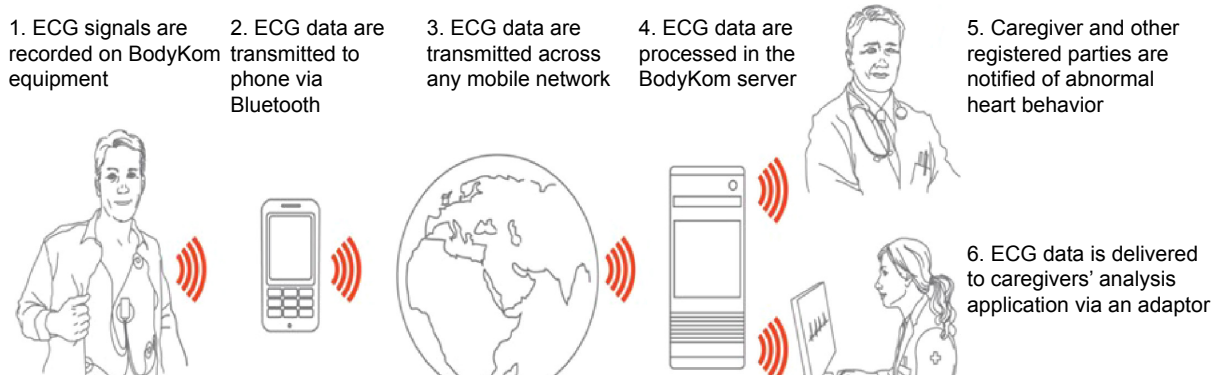 1. ECG signals are
recorded on BodyKom
equipment
2. ECG data are
transmitted to
phone via
Bluetooth
3. ECG data are
transmitted across
any mobile network
4. ECG data are
processed in the
BodyKom server
5. Caregiver and other
registered parties are
notified of abnormal
heart behavior
6. ECG data is delivered
to caregivers’ analysis
application via an adaptor